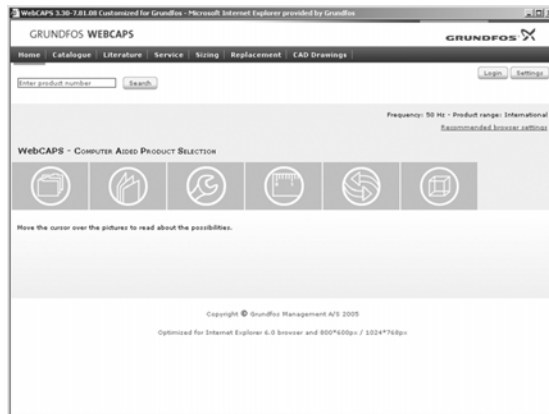 WebCAPS 3.30-7.01.00 Customized for Grundfos - Microsoft Internet Explorer provided by Grundfos
GRUNDFOS WEBCAPS
GRUNDFOS
Home Catalogue Literature Service Sizing Replacement CAD Drawings
Login Settings
Enter product number Search
Frequency: 50 Hz - Product range: International
Recommended browser settings
WebCAPS - Computer Aided Product Selection
Move the cursor over the pictures to read about the possibilities.
Copyright © Grundfos Management A/S 2005
Optimized for Internet Explorer 6.0 browser and 800*600px / 1024*768px